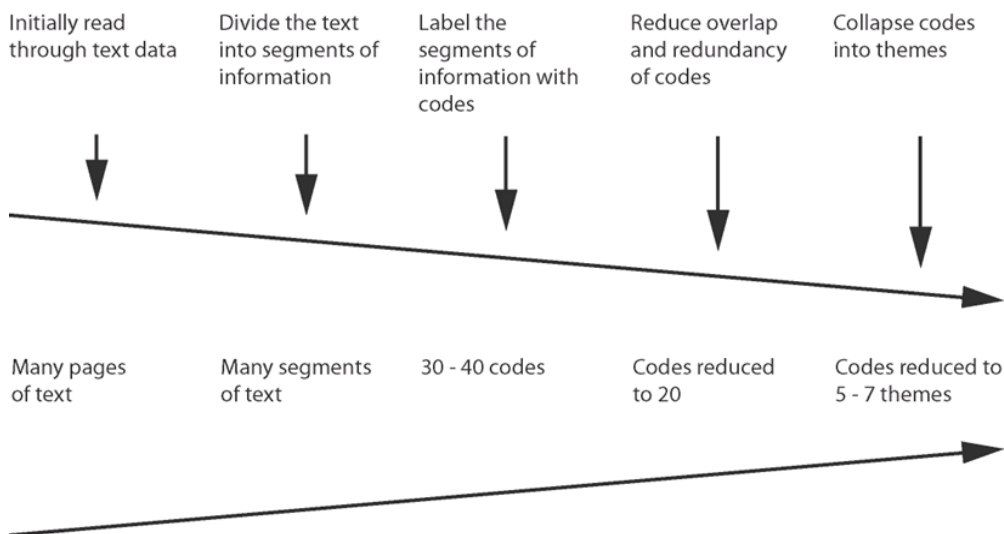 Initially read
through text data
Divide the text
into segments of
information
Label the
segments of
information with
codes
Reduce overlap
and redundancy
of codes
Collapse codes
into themes
Many pages
of text
Many segments
of text
30 - 40 codes
Codes reduced
to 20
Codes reduced to
5 - 7 themes